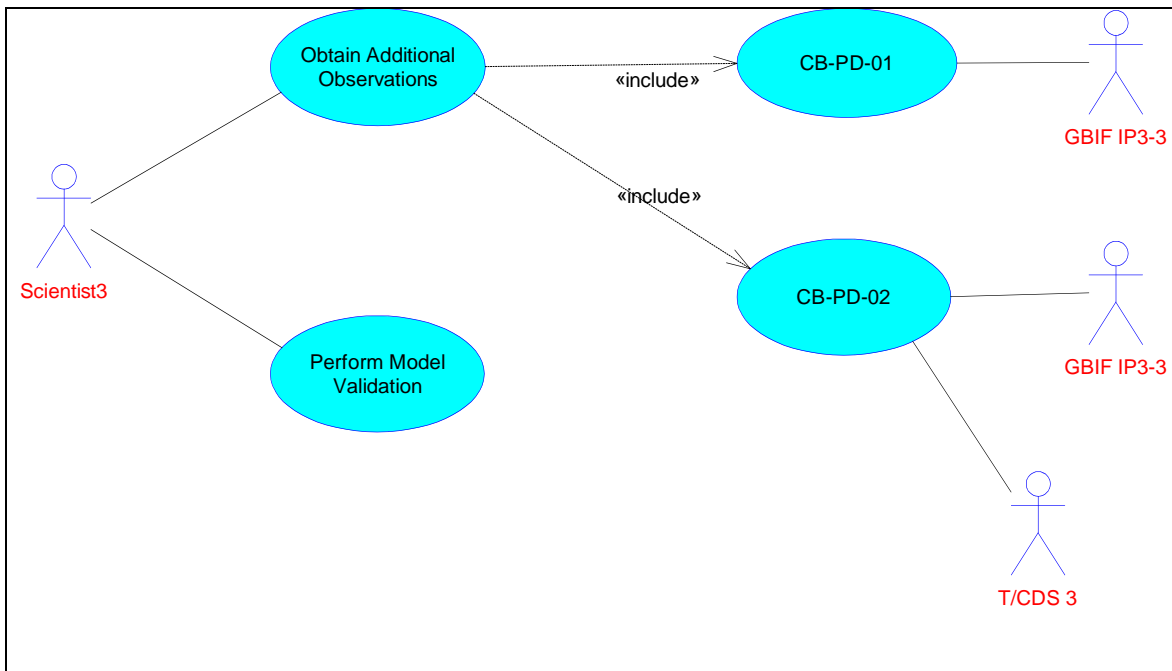 Obtain Additional
Observations
«include»
CB-PD-01
GBIF IP3-3
Scientist3
«include»
CB-PD-02
GBIF IP3-3
Perform Model
Validation
T/CDS 3